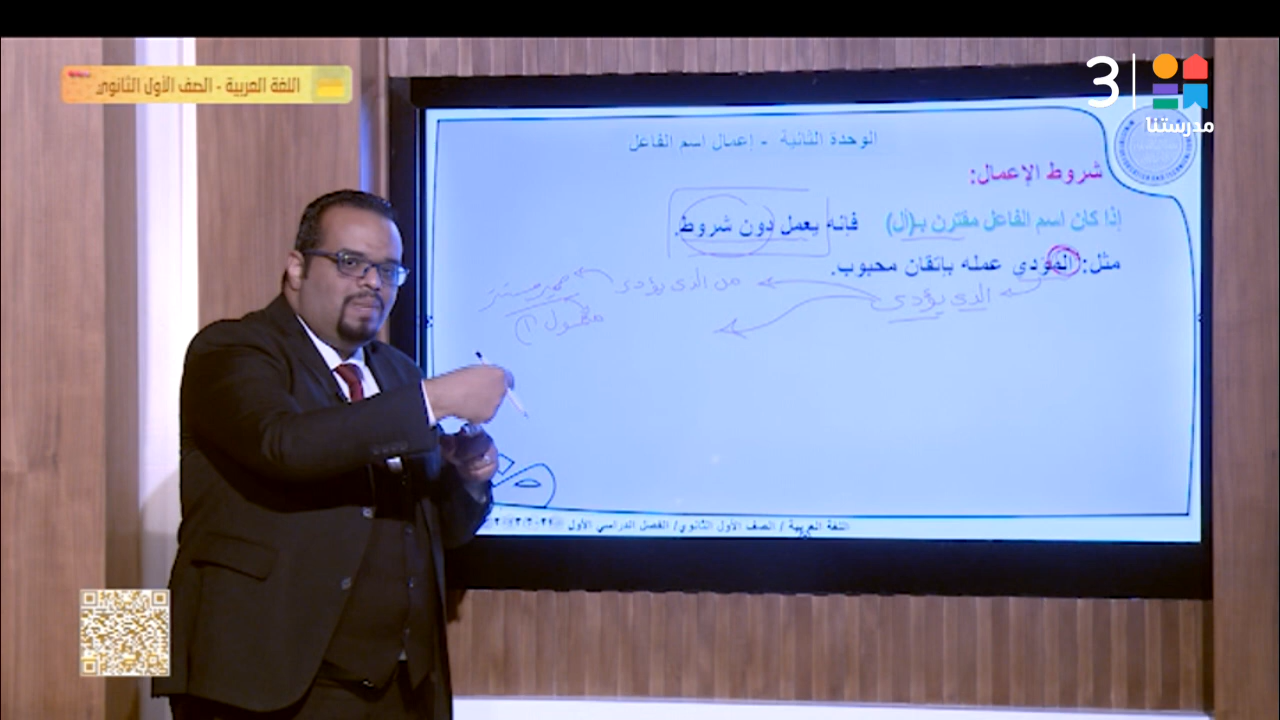 اللغة العربية - الصف الأول الثانوي
3
مدرستنا
الوحدة الثانية - إعمال اسم الفاعل
شروط الإعمال:
إذا كان اسم الفاعل مقترن بـ(أل) فإنه يعمل دون شروط.
مثل: المؤدي عمله بإتقان محبوب.
الذي يؤدي
من الذي يؤدي
ضمير مستتر
مفعول
اللغة العربية / الصف الأول الثانوي/ الفصل الدراسي الأول